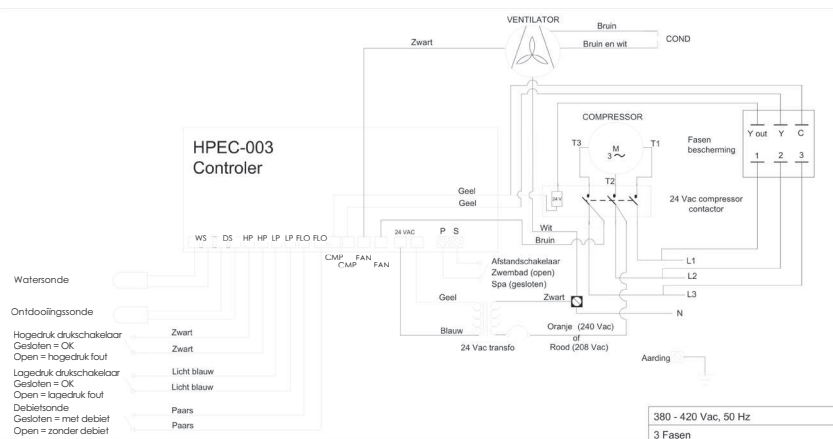 VENTILATOR
Bruin
Zwart
Bruin en wit
COND
COMPRESSOR
HPEC-003
Controler
T3
M
3
T1
T2
Fasen
bescherming
Y out
Y
C
1
2
3
Geel
Geel
24 V
24 Vac compressor
contactor
WS
DS
HP
HP
LP
LP
FLO
FLO
CMP
CMP
FAN
FAN
24 VAC
P
S
Wit
Bruin
L1
L2
L3
N
Watersonde
Afstandschakelaar
Zwembad (open)
Spa (gesloten)
Ontdooiingssonde
Geel
Zwart
Blauw
24 Vac transfo
Oranje (240 Vac)
of
Rood (208 Vac)
Aarding
Hogedruk drukschakelaar
Gesloten = OK
Open = hogedruk fout
Zwart
Zwart
Lagedruk drukschakelaar
Gesloten = OK
Open = lagedruk fout
Licht blauw
Licht blauw
Debietsonde
Gesloten = met debiet
Open = zonder debiet
Paars
Paars
380 - 420 Vac, 50 Hz
3 Fasen